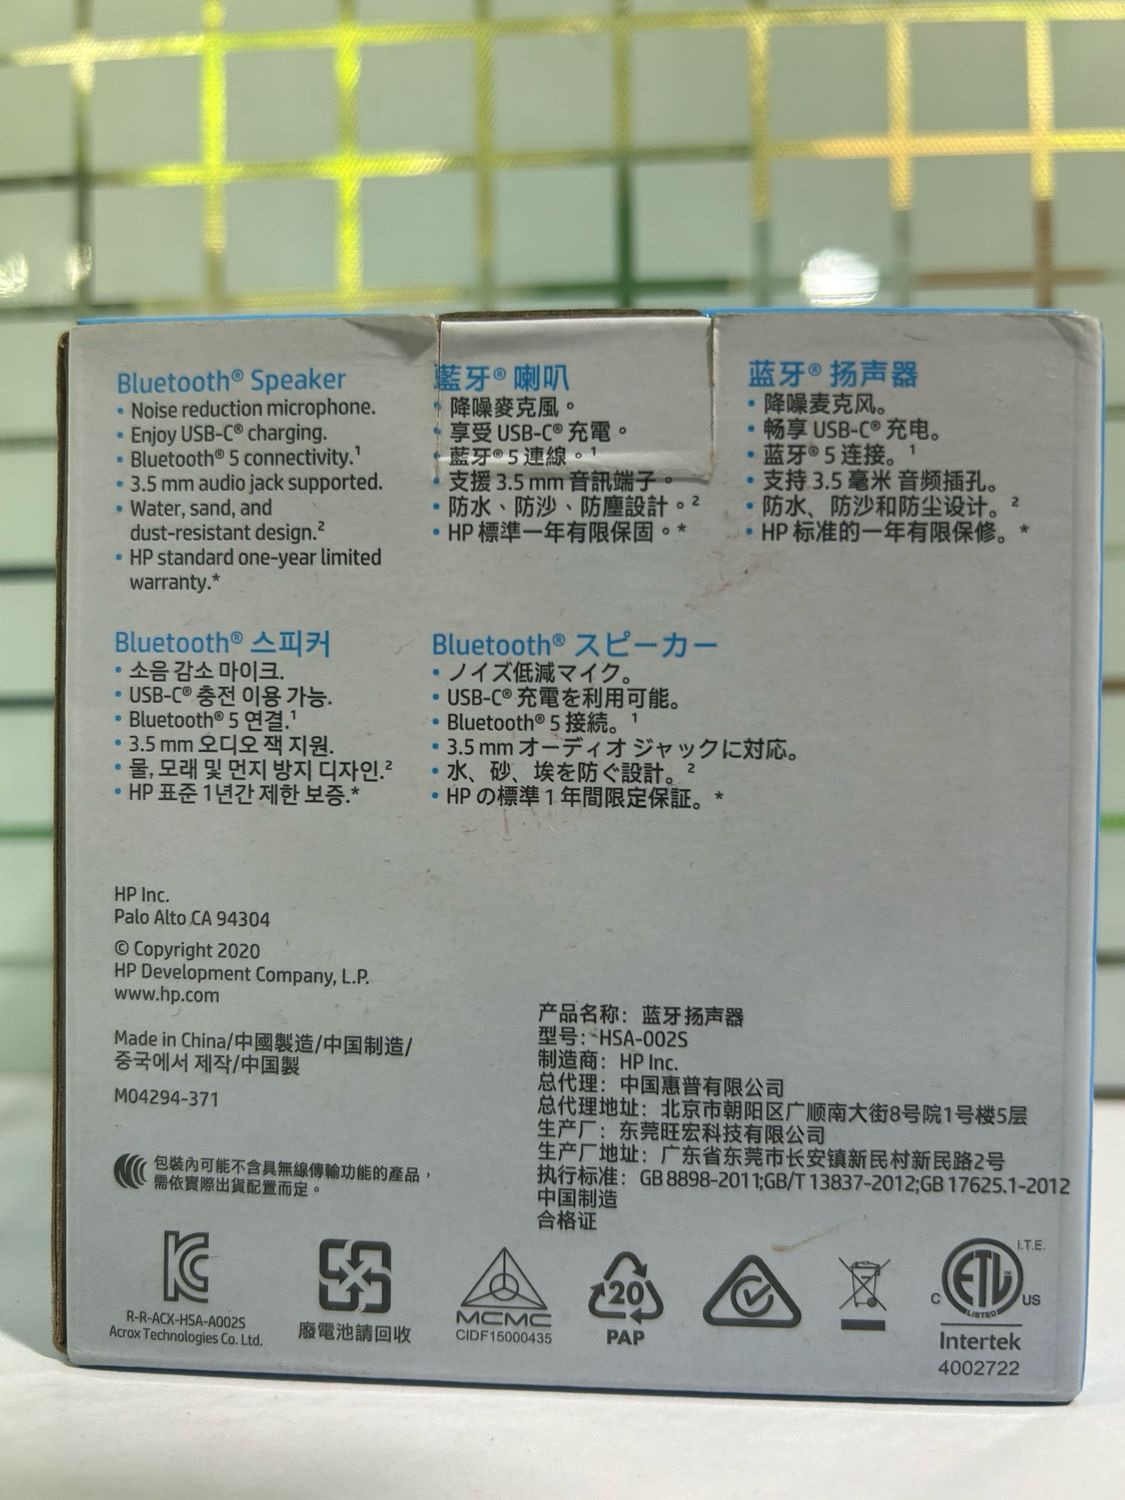 Bluetooth® Speaker
• Noise reduction microphone.
• Enjoy USB-C® charging.
• Bluetooth® 5 connectivity.¹
• 3.5 mm audio jack supported.
• Water, sand, and
dust-resistant design.²
• HP standard one-year limited
warranty.*
藍牙® 喇叭
• 降噪麥克風。
• 享受 USB-C® 充電。
• 藍牙® 5 連線。¹
• 支援 3.5 mm 音訊端子。
• 防水、防沙、防塵設計。²
• HP 標準一年有限保固。*
蓝牙® 扬声器
• 降噪麦克风。
• 畅享 USB-C® 充电。
• 蓝牙® 5 连接。¹
• 支持 3.5 毫米 音频插孔。
• 防水、防沙和防尘设计。²
• HP 标准的一年有限保修。*
Bluetooth® 스피커
• 소음 감소 마이크.
• USB-C® 충전 이용 가능.
• Bluetooth® 5 연결.¹
• 3.5 mm 오디오 잭 지원.
• 물, 모래 및 먼지 방지 디자인.²
• HP 표준 1년간 제한 보증.*
Bluetooth® スピーカー
• ノイズ低減マイク。
• USB-C® 充電を利用可能。
• Bluetooth® 5 接続。¹
• 3.5 mm オーディオ ジャックに対応。
• 水、砂、埃を防ぐ設計。²
• HP の標準 1 年間限定保証。*
HP Inc.
Palo Alto CA 94304
© Copyright 2020
HP Development Company, L.P.
www.hp.com
Made in China/中國製造/中国制造/
중국에서 제작/中国製
M04294-371
包裝內可能不含具無線傳輸功能的產品，
需依實際出貨配置而定。
产品名称：蓝牙扬声器
型号：HSA-002S
制造商：HP Inc.
总代理：中国惠普有限公司
总代理地址：北京市朝阳区广顺南大街8号院1号楼5层
生产厂：东莞旺宏科技有限公司
生产厂地址：广东省东莞市长安镇新民村新民路2号
执行标准：GB 8898-2011;GB/T 13837-2012;GB 17625.1-2012
中国制造
合格证
R-R-ACX-HSA-A002S
Acrox Technologies Co. Ltd.
廢電池請回收
MCMC
CIDF15000435
20
PAP
I.T.E.
ETL
C US
LISTED
Intertek
4002722